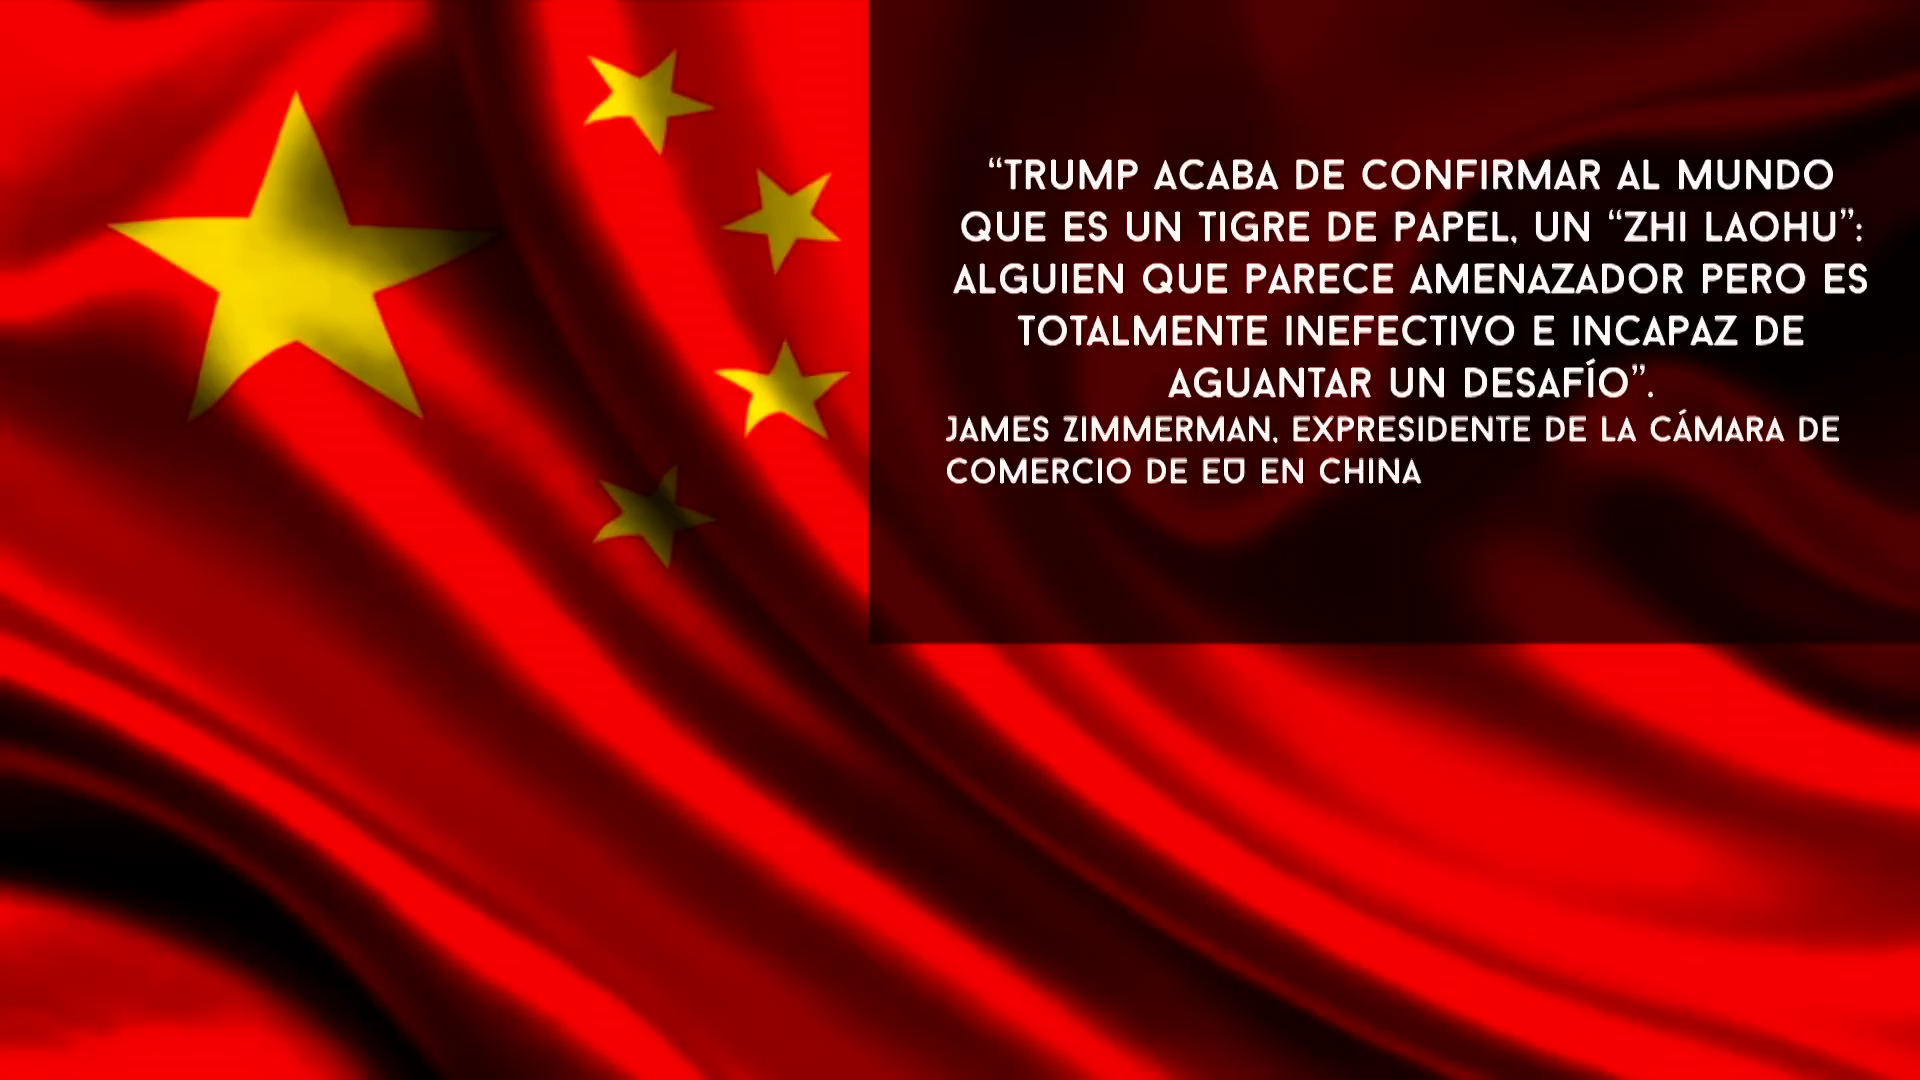 “TRUMP ACABA DE CONFIRMAR AL MUNDO
QUE ES UN TIGRE DE PAPEL, UN “ZHI LAOHU”:
ALGUIEN QUE PARECE AMENAZADOR PERO ES
TOTALMENTE INEFECTIVO E INCAPAZ DE
AGUANTAR UN DESAFÍO”.
JAMES ZIMMERMAN, EXPRESIDENTE DE LA CÁMARA DE
COMERCIO DE EU EN CHINA